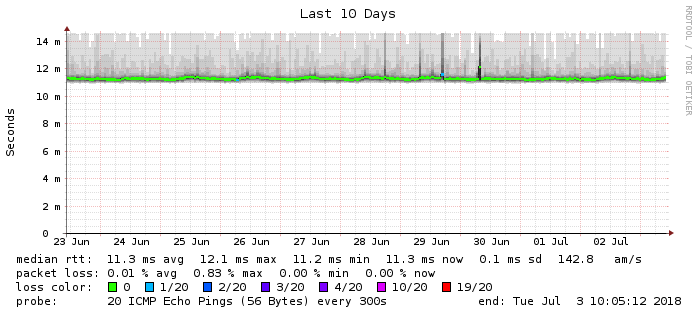 Last 10 Days
RRDTOOL / TOBI OETIKER
Seconds
14 m
12 m
10 m
8 m
6 m
4 m
2 m
0
23 Jun 24 Jun 25 Jun 26 Jun 27 Jun 28 Jun 29 Jun 30 Jun 01 Jul 02 Jul
median rtt: 11.3 ms avg 12.1 ms max 11.2 ms min 11.3 ms now 0.1 ms sd 142.8 am/s
packet loss: 0.01 % avg 0.83 % max 0.00 % min 0.00 % now
loss color: 0 1/20 2/20 3/20 4/20 10/20 19/20
probe: 20 ICMP Echo Pings (56 Bytes) every 300s end: Tue Jul 3 10:05:12 2018